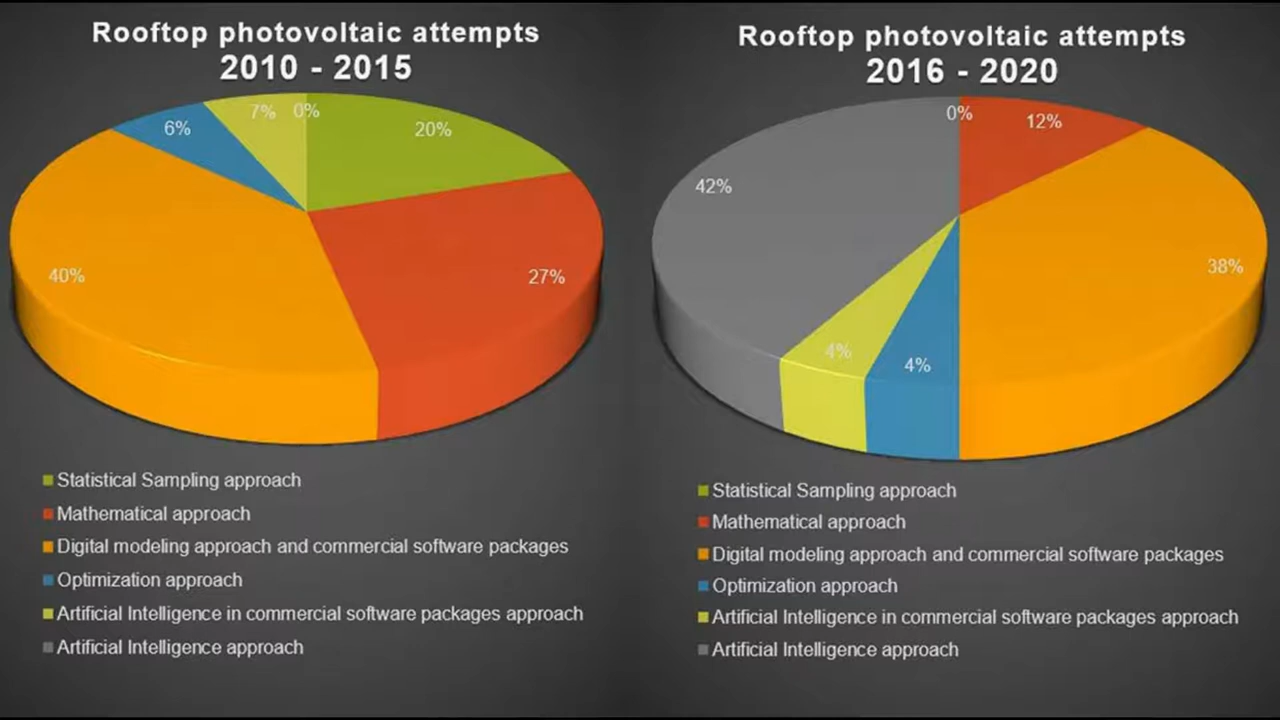 Rooftop photovoltaic attempts
2010 - 2015
7%
0%
20%
6%
40%
27%
Statistical Sampling approach
Mathematical approach
Digital modeling approach and commercial software packages
Optimization approach
Artificial Intelligence in commercial software packages approach
Artificial Intelligence approach
Rooftop photovoltaic attempts
2016 - 2020
0%
12%
42%
38%
4%
4%
Statistical Sampling approach
Mathematical approach
Digital modeling approach and commercial software packages
Optimization approach
Artificial Intelligence in commercial software packages approach
Artificial Intelligence approach